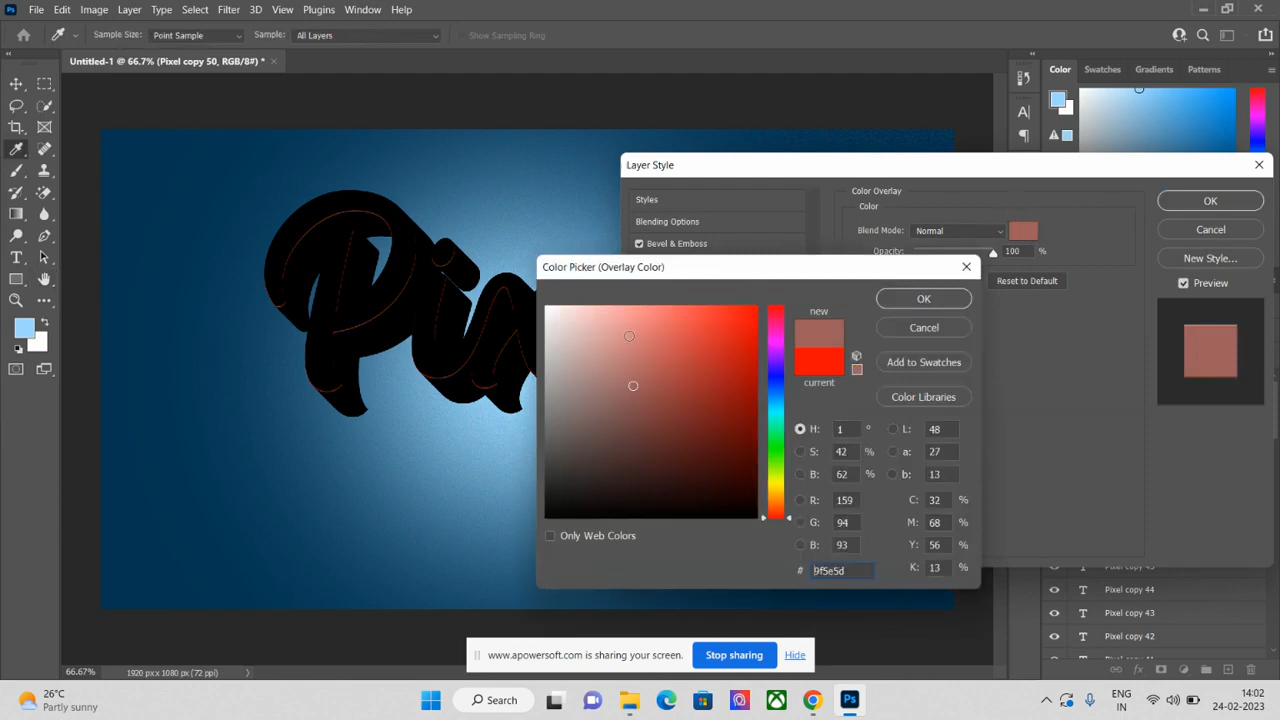 Ps File Edit Image Layer Type Select Filter 3D View Plugins Window Help
Sample Size: Point Sample Sample: All Layers Show Sampling Ring
Untitled-1 @ 66.7% (Pixel copy 50, RGB/8#) *
Color Swatches Gradients Patterns
Layer Style
Styles
Blending Options
Bevel & Emboss
Color Overlay
Color
Blend Mode: Normal
Opacity: 100 %
Reset to Default
OK
Cancel
New Style...
Preview
Color Picker (Overlay Color)
new
current
OK
Cancel
Add to Swatches
Color Libraries
H: 1 ° L: 48
S: 42 % a: 27
B: 62 % b: 13
R: 159 C: 32 %
G: 94 M: 68 %
B: 93 Y: 56 %
# 9f5e5d K: 13 %
Only Web Colors
Pixel copy 44
Pixel copy 43
Pixel copy 42
www.apowersoft.com is sharing your screen. Stop sharing Hide
66.67% 1920 px x 1080 px (72 ppi)
26°C
Partly sunny
Search
Ps
ENG
IN
14:02
24-02-2023